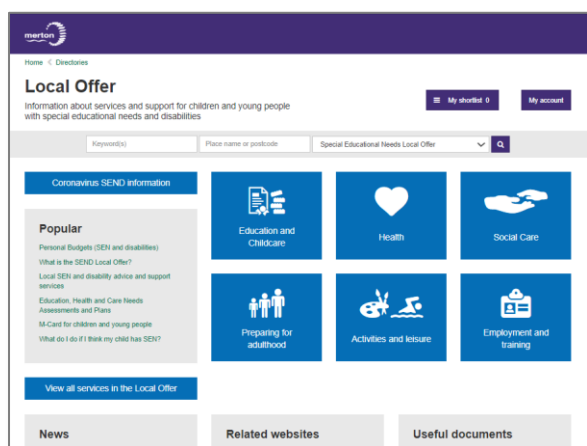 merton
Home < Directories
Local Offer
Information about services and support for children and young people
with special educational needs and disabilities
My shortlist 0
My account
Keyword(s)
Place name or postcode
Special Educational Needs Local Offer
Coronavirus SEND information
Popular
Personal Budgets (SEN and disabilities)
What is the SEND Local Offer?
Local SEN and disability advice and support
services
Education, Health and Care Needs
Assessments and Plans
M-Card for children and young people
What do I do if I think my child has SEN?
View all services in the Local Offer
Education and
Childcare
Health
Social Care
Preparing for
adulthood
Activities and leisure
Employment and
training
News
Related websites
Useful documents